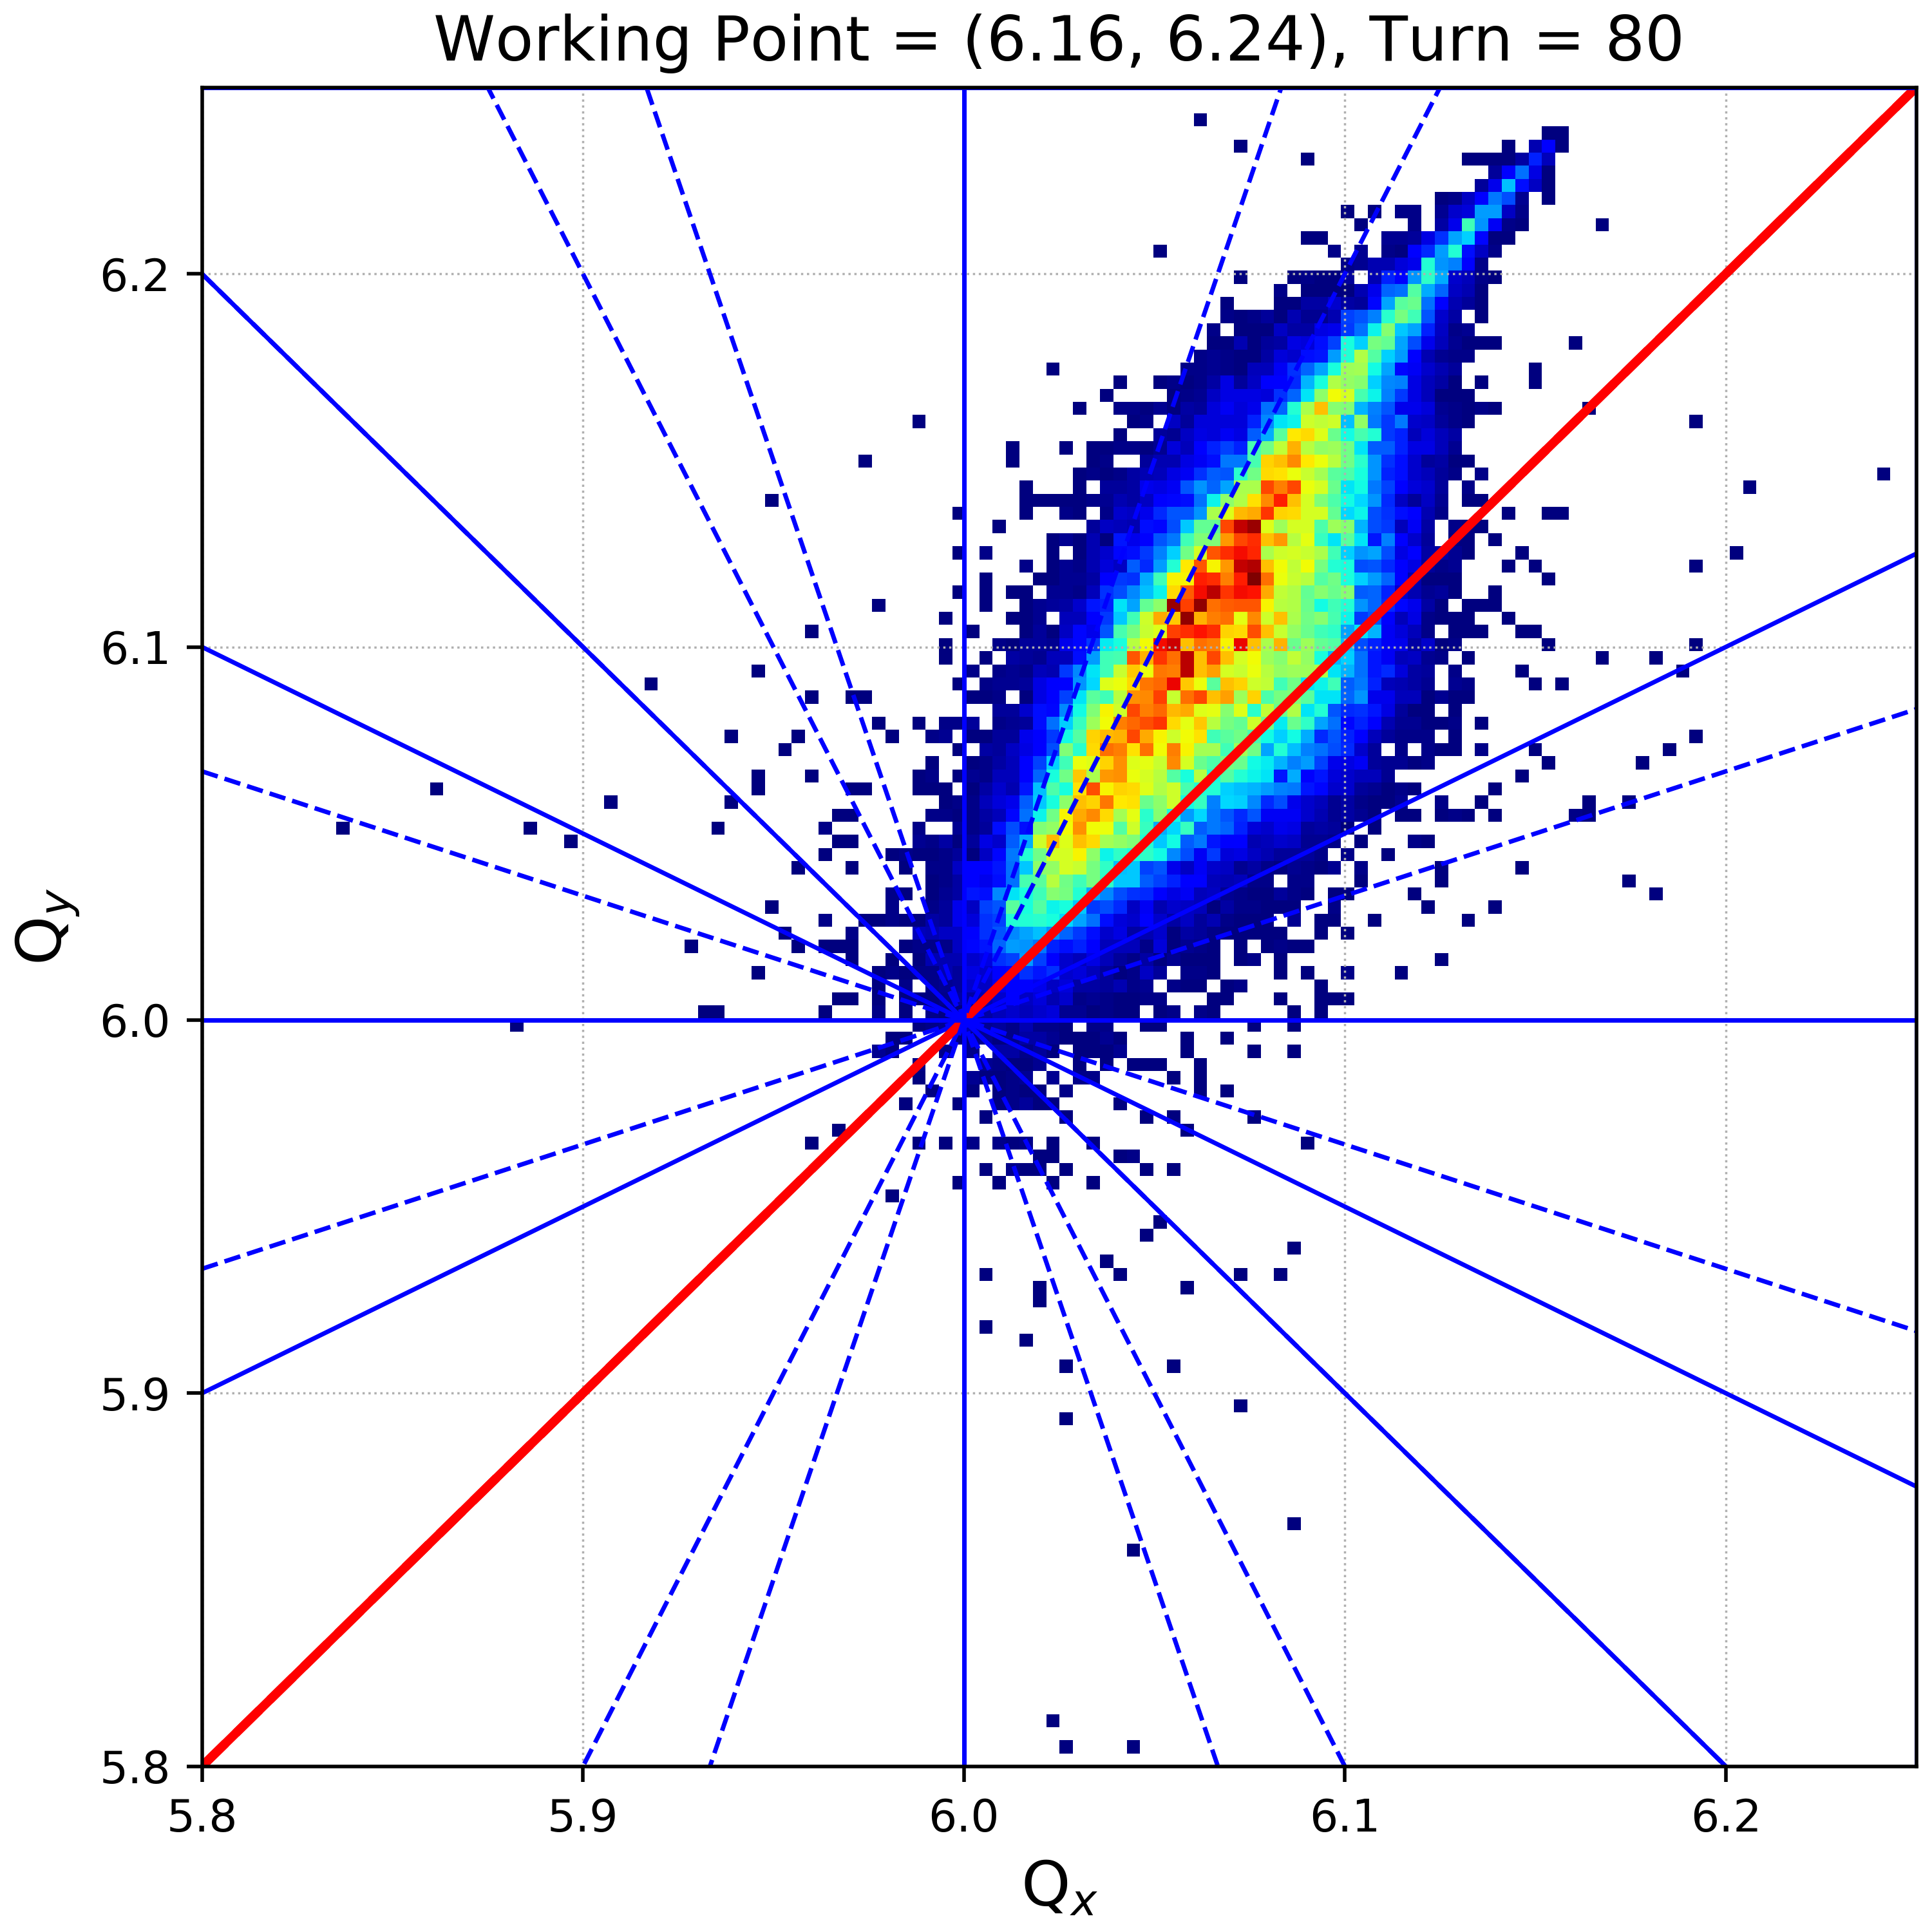 Working Point = (6.16, 6.24), Turn = 80
6.2
6.1
6.0
5.9
5.8
Qy
5.8 5.9 6.0 6.1 6.2
Qx